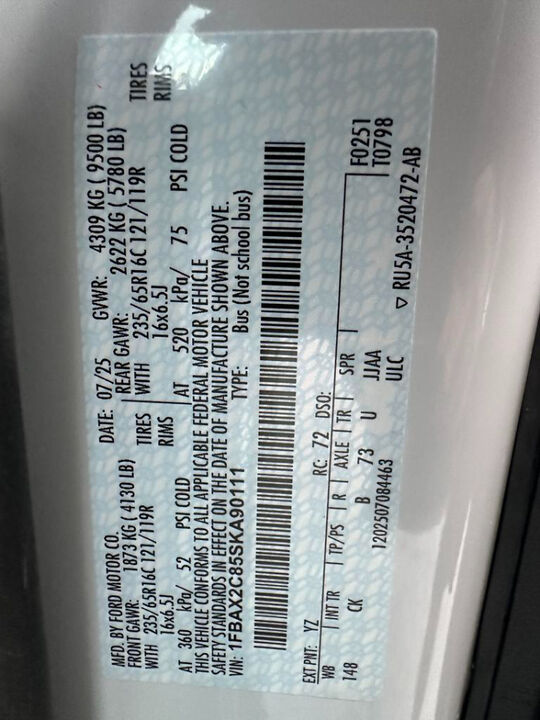 MFD. BY FORD MOTOR CO.
DATE: 07/25 GVWR: 4309 KG ( 9500 LB)
FRONT GAWR: 1873 KG ( 4130 LB) REAR GAWR: 2622 KG ( 5780 LB)
WITH 235/65R16C 121/119R TIRES WITH 235/65R16C 121/119R TIRES
16x6.5J RIMS 16x6.5J RIMS
AT 360 kPa/ 52 PSI COLD AT 520 kPa/ 75 PSI COLD
THIS VEHICLE CONFORMS TO ALL APPLICABLE FEDERAL MOTOR VEHICLE
SAFETY STANDARDS IN EFFECT ON THE DATE OF MANUFACTURE SHOWN ABOVE.
VIN: 1FBAX2C85SKA90111 TYPE: Bus (Not school bus)
EXT PNT: YZ RC: 72 DSO: F0251
WB INT TR TP/PS R AXLE TR SPR T0798
148 CK B 73 U JJAA
1202507084463 ULC ▽ RU5A-3520472-AB